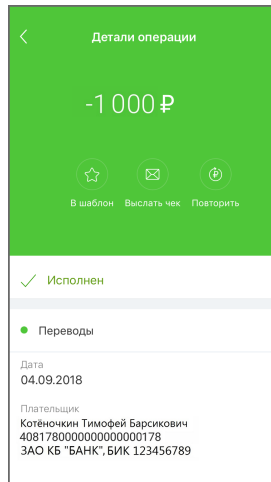 Детали операции
-1 000 ₽
В шаблон Выслать чек Повторить
Исполнен
Переводы
Дата
04.09.2018
Плательщик
Котёночкин Тимофей Барсикович
4081780000000000000178
ЗАО КБ "БАНК", БИК 123456789